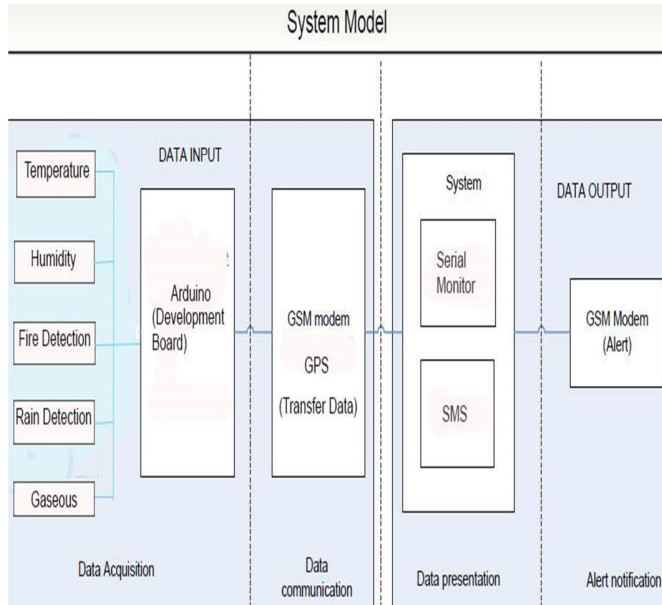 System Model
DATA INPUT
Temperature
Humidity
Fire Detection
Rain Detection
Gaseous
Arduino
(Development
Board)
GSM modem
GPS
(Transfer Data)
System
Serial
Monitor
SMS
DATA OUTPUT
GSM Modem
(Alert)
Data Acquisition
Data
communication
Data presentation
Alert notification